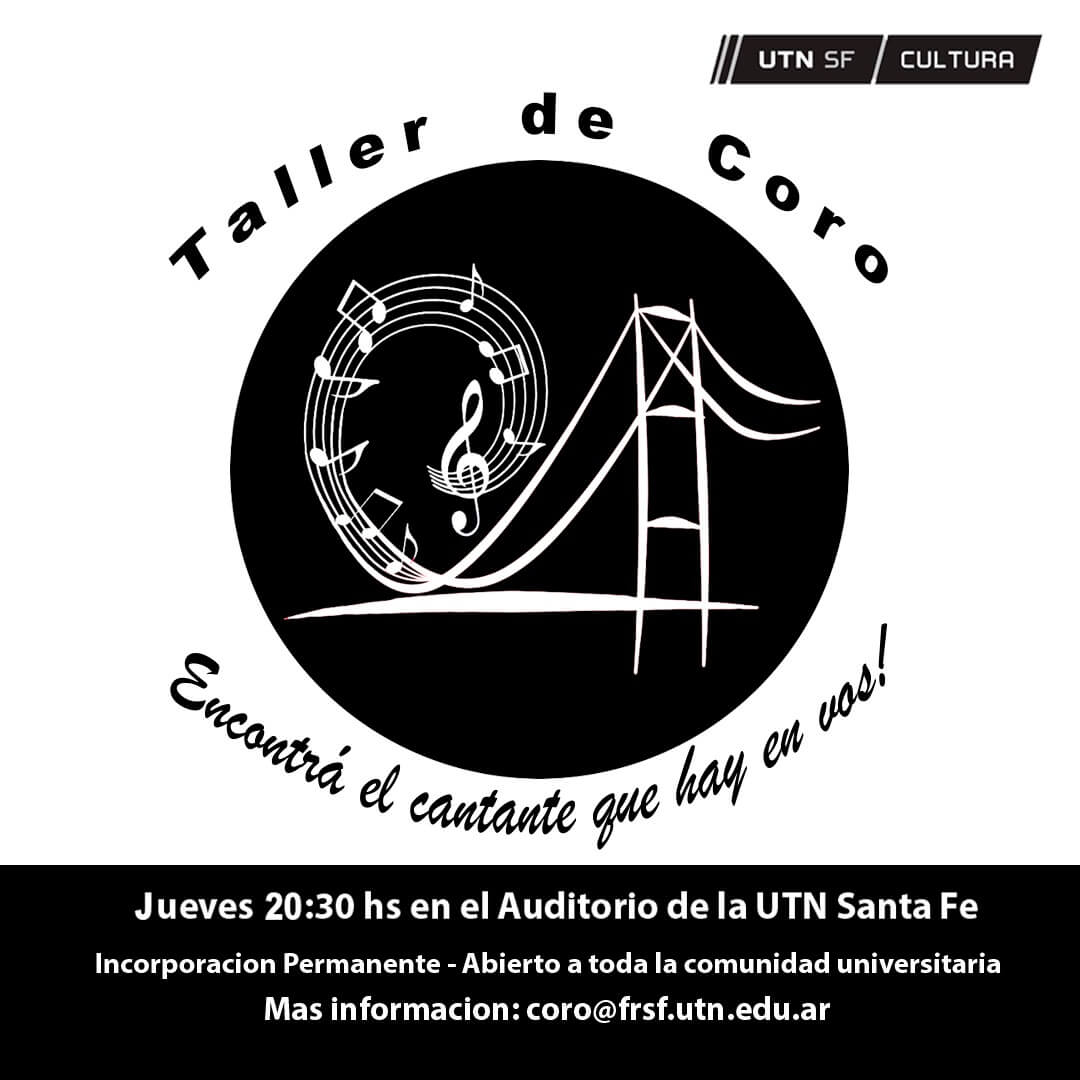 UTN SF CULTURA
Taller de Coro
Encontrá el cantante que hay en vos!
Jueves 20:30 hs en el Auditorio de la UTN Santa Fe
Incorporacion Permanente - Abierto a toda la comunidad universitaria
Mas informacion: coro@frsf.utn.edu.ar